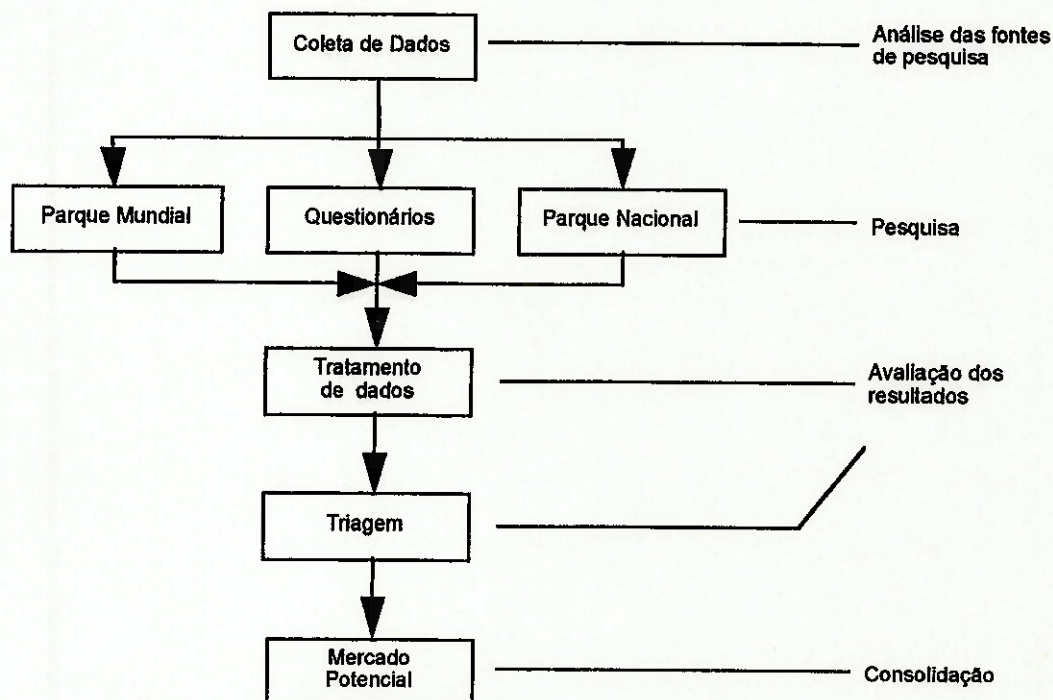 Coleta de Dados
Análise das fontes
de pesquisa
Parque Mundial
Questionários
Parque Nacional
Pesquisa
Tratamento
de dados
Avaliação dos
resultados
Triagem
Mercado
Potencial
Consolidação